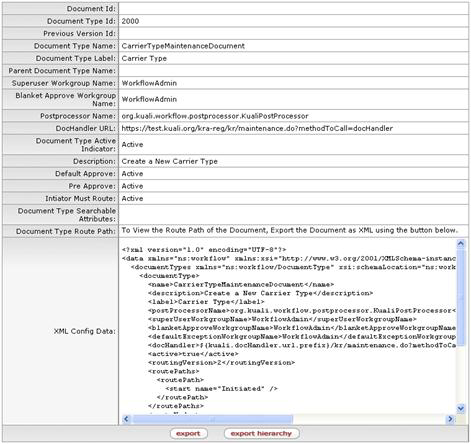 Document Id:
Document Type Id: 2000
Previous Version Id:
Document Type Name: CarrierTypeMaintenanceDocument
Document Type Label: Carrier Type
Parent Document Type Name:
Superuser Workgroup Name: WorkflowAdmin
Blanket Approve Workgroup Name: WorkflowAdmin
Postprocessor Name: org.kuali.workflow.postprocessor.KualiPostProcessor
DocHandler URL: https://test.kuali.org/kra-reg/kr/maintenance.do?methodToCall=docHandler
Document Type Active Indicator: Active
Description: Create a New Carrier Type
Default Approve: Active
Pre Approve: Active
Intiator Must Route: Active
Document Type Searchable Attributes:
Document Type Route Path: To View the Route Path of the Document, Export the Document as XML using the button below.
XML Config Data:
<?xml version="1.0" encoding="UTF-8"?>
<data xmlns="ns:workflow" xmlns:xsi="http://www.w3.org/2001/XMLSchema-instanc
<documentTypes xmlns="ns:workflow/DocumentType" xsi:schemaLocation="ns:work
<documentType>
<name>CarrierTypeMaintenanceDocument</name>
<description>Create a New Carrier Type</description>
<label>Carrier Type</label>
<postProcessorName>org.kuali.workflow.postprocessor.KualiPostProcessor<
<superUserWorkgroupName>WorkflowAdmin</superUserWorkgroupName>
<blanketApproveWorkgroupName>WorkflowAdmin</blanketApproveWorkgroupName
<defaultExceptionWorkgroupName>WorkflowAdmin</defaultExceptionWorkgroup
<docHandler>${kuali.docHandler.url.prefix}/kr/maintenance.do?methodToCa
<active>true</active>
<routingVersion>2</routingVersion>
<routePaths>
<routePath>
<start name="Initiated" />
</routePath>
</routePaths>
export export hierarchy